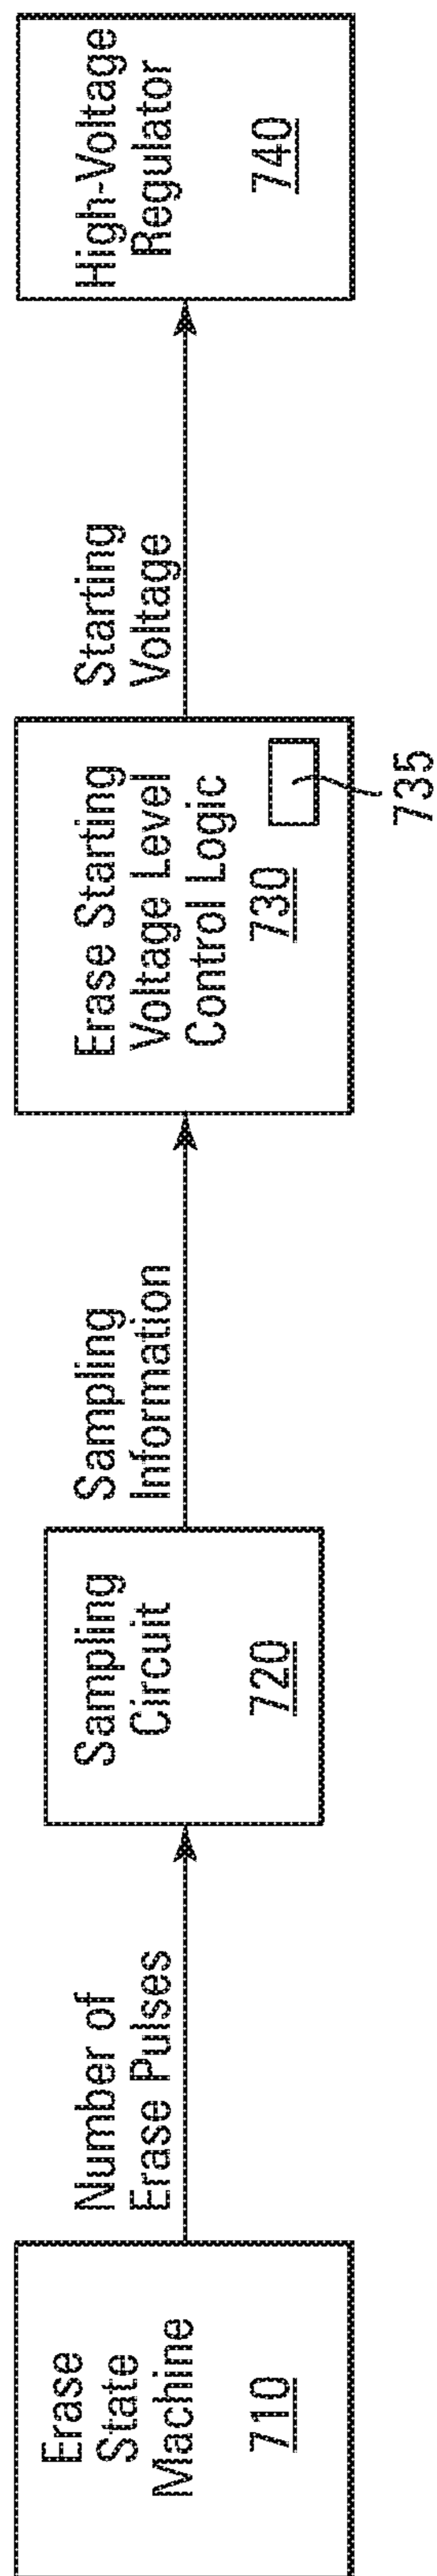 Erase
State
Machine
710
Number of
Erase Pulses
Sampling
Circuit
720
Sampling
Information
Erase Starting
Voltage Level
Control Logic
730
735
Starting
Voltage
High-Voltage
Regulator
740